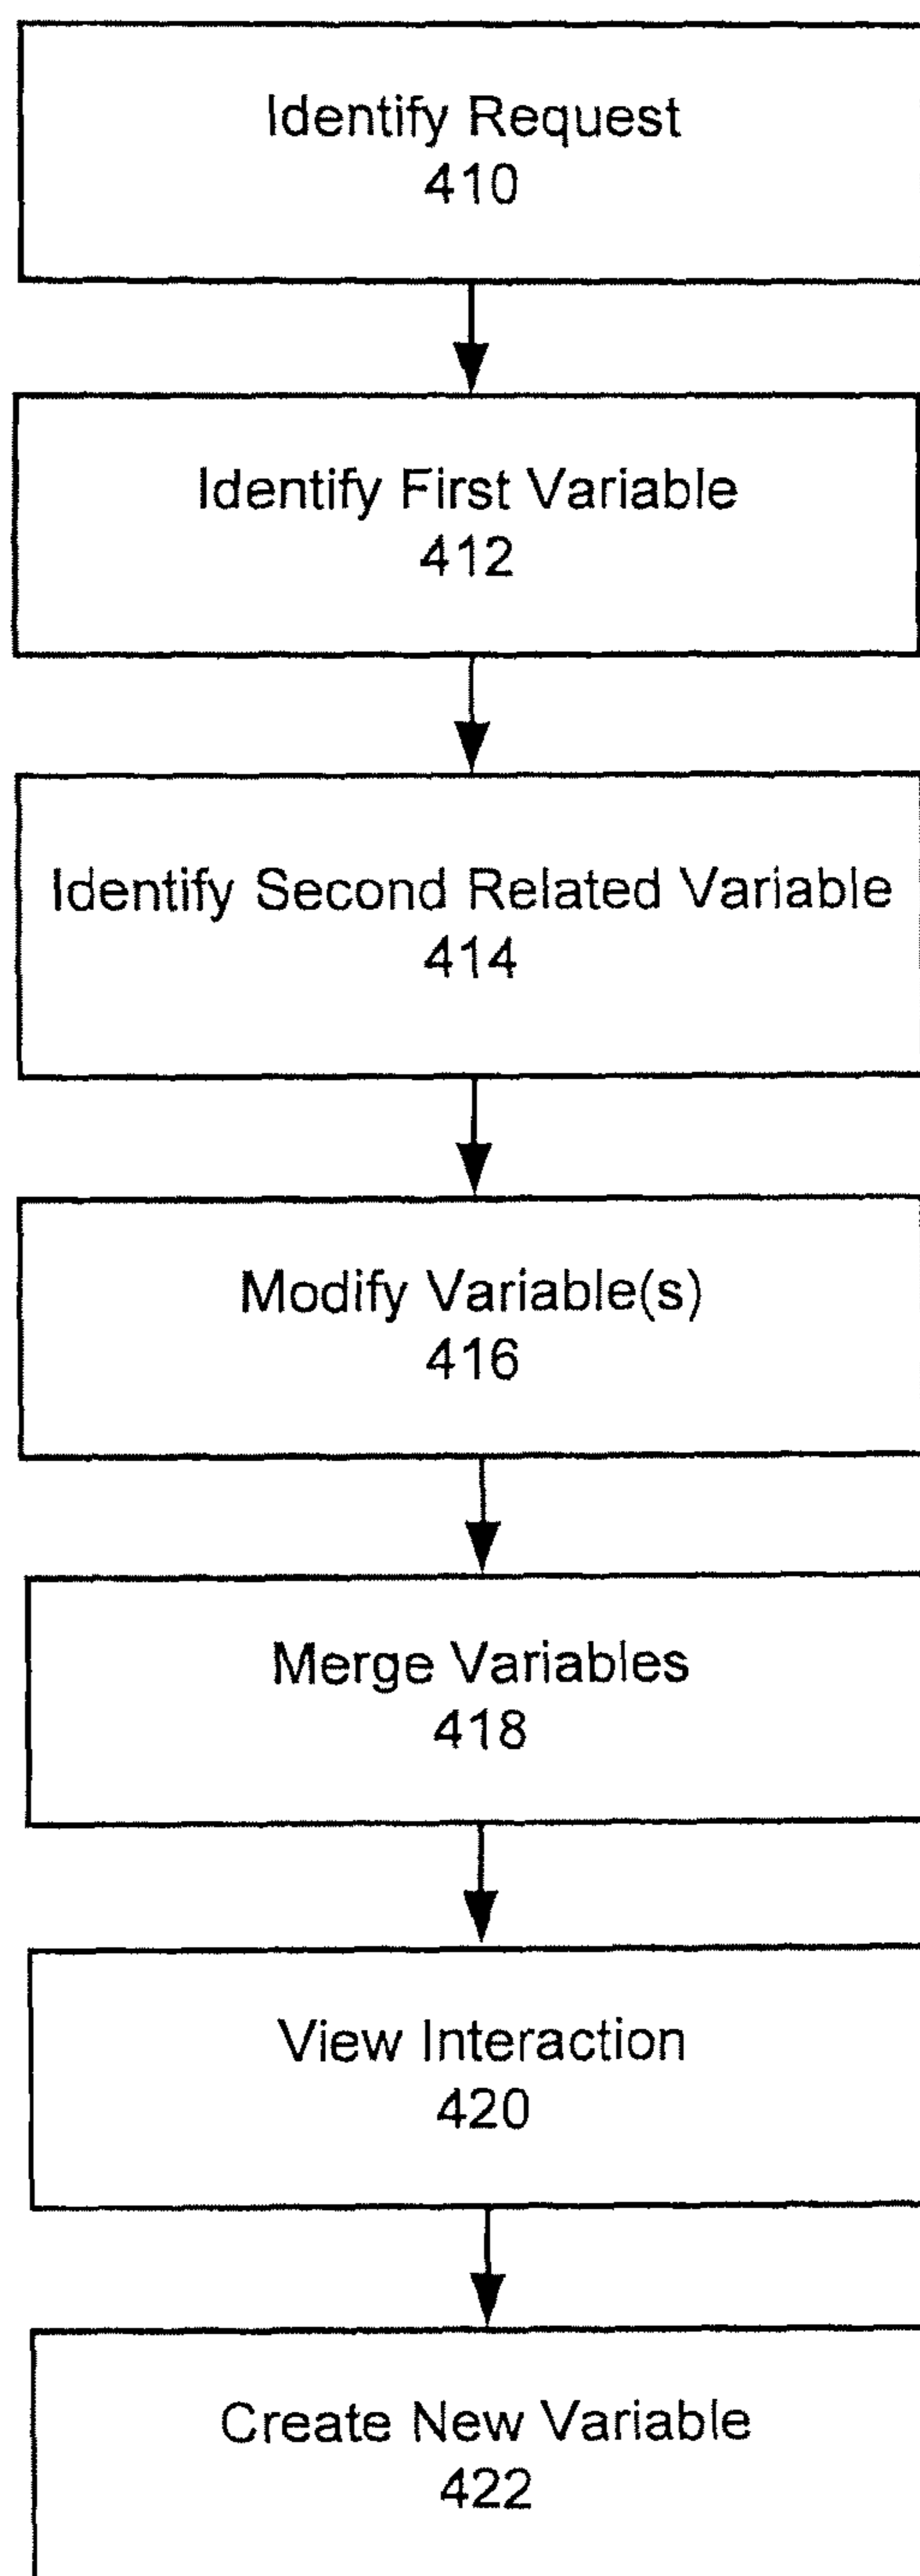 Identify Request
410
Identify First Variable
412
Identify Second Related Variable
414
Modify Variable(s)
416
Merge Variables
418
View Interaction
420
Create New Variable
422